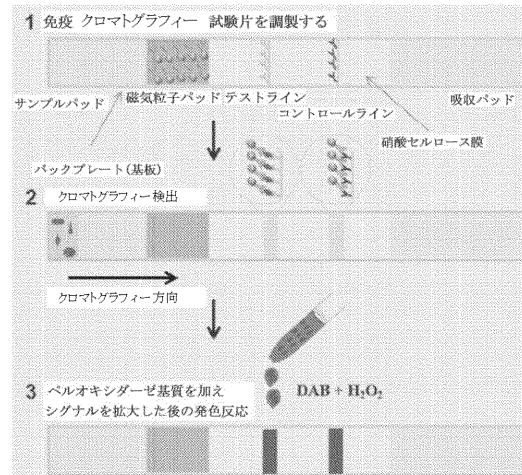 1 免疫 クロマトグラフィー 試験片を調製する
サンプルパッド
磁気粒子パッド テストライン
コントロールライン
吸収パッド
硝酸セルロース膜
バックプレート(基板)
2 クロマトグラフィー検出
クロマトグラフィー方向
3 ペルオキシダーゼ基質を加え
シグナルを拡大した後の発色反応
DAB + H₂O₂